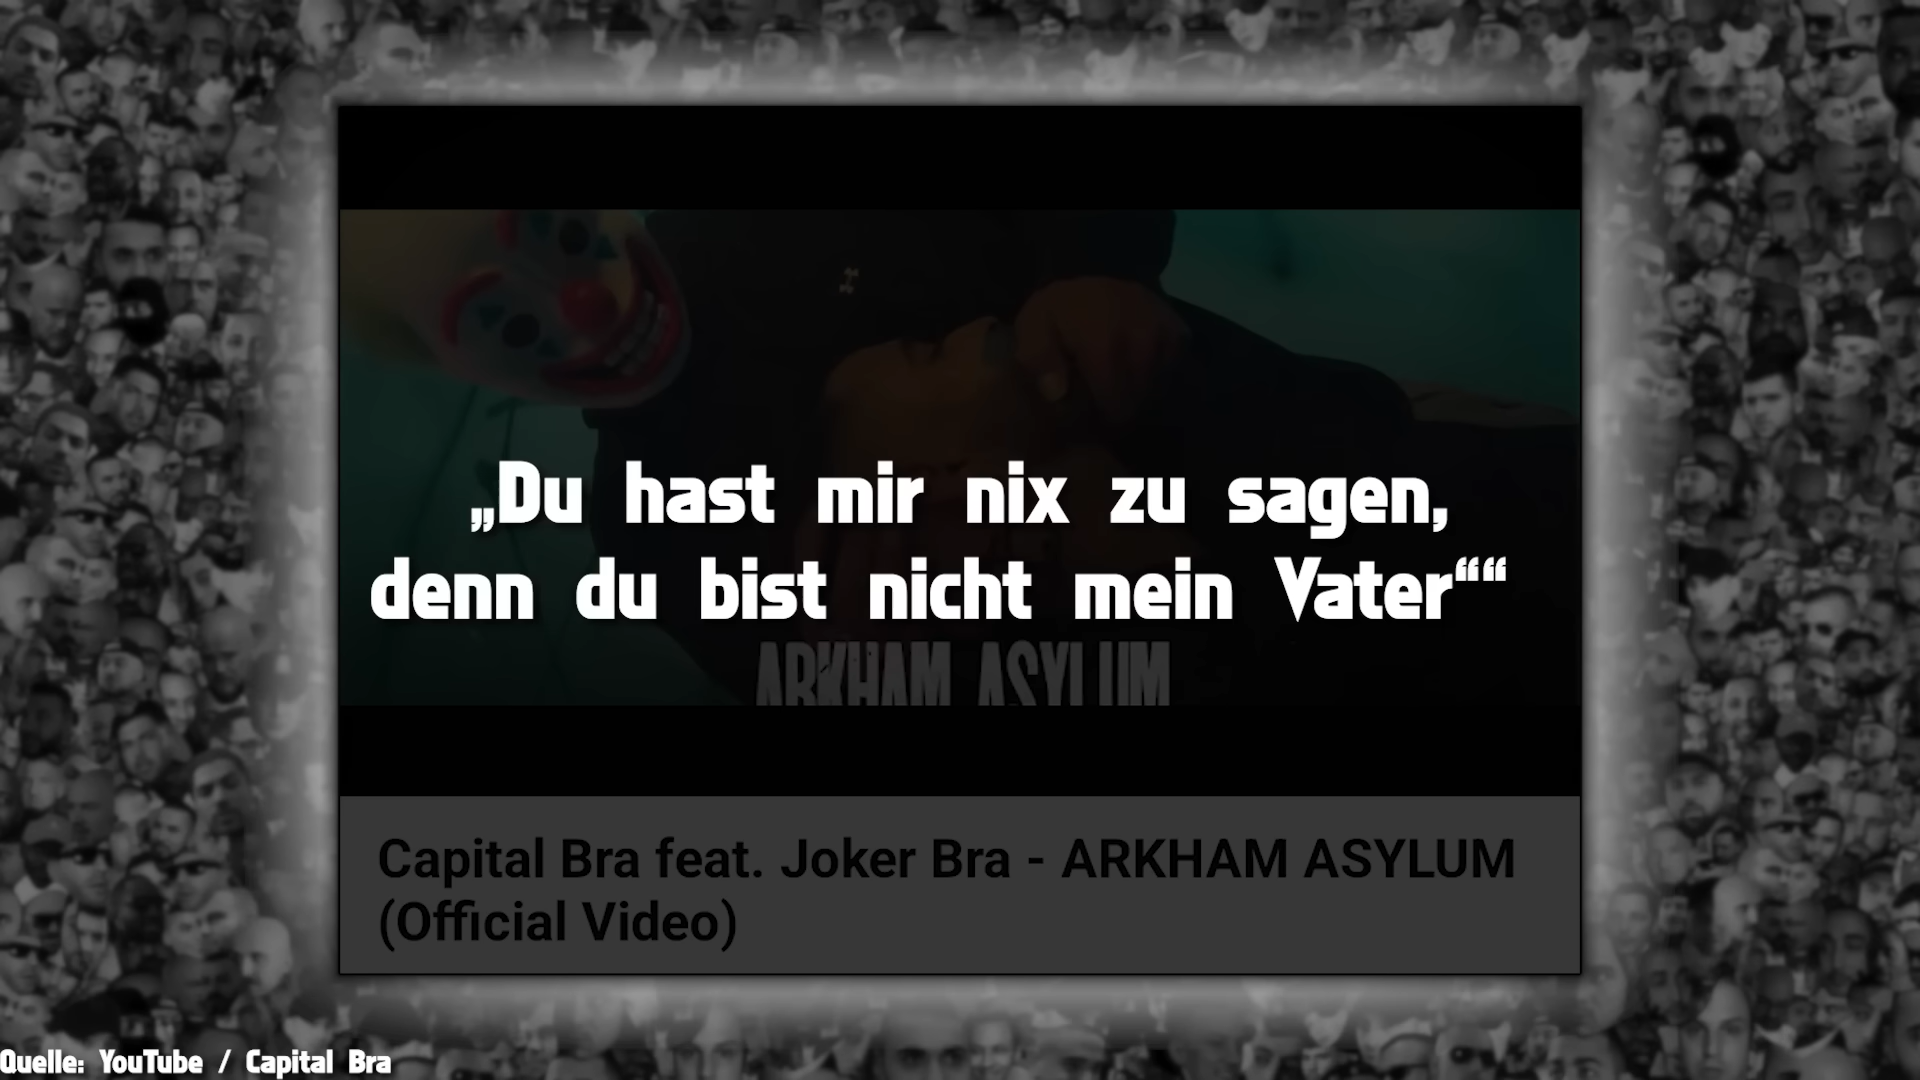 „Du hast mir nix zu sagen,
denn du bist nicht mein Vater““
ARKHAM ASYLUM
Capital Bra feat. Joker Bra - ARKHAM ASYLUM
(Official Video)
Quelle: YouTube / Capital Bra